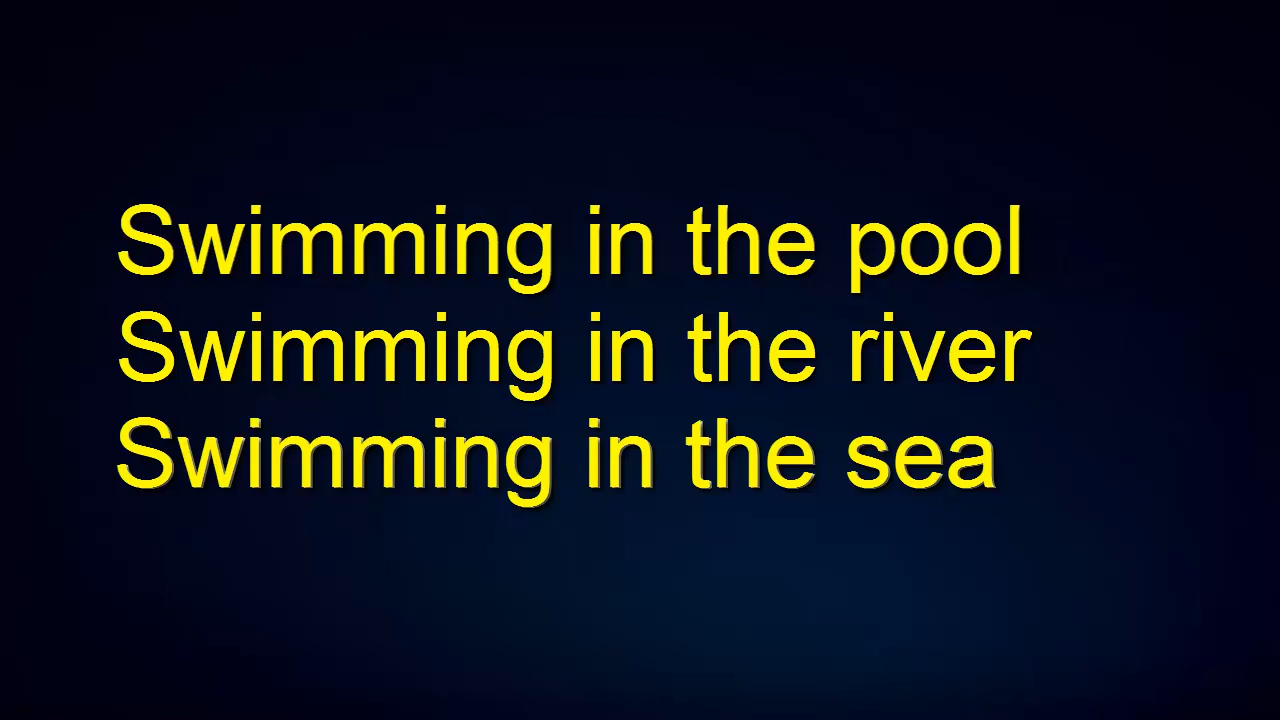 Swimming in the pool
Swimming in the river
Swimming in the sea